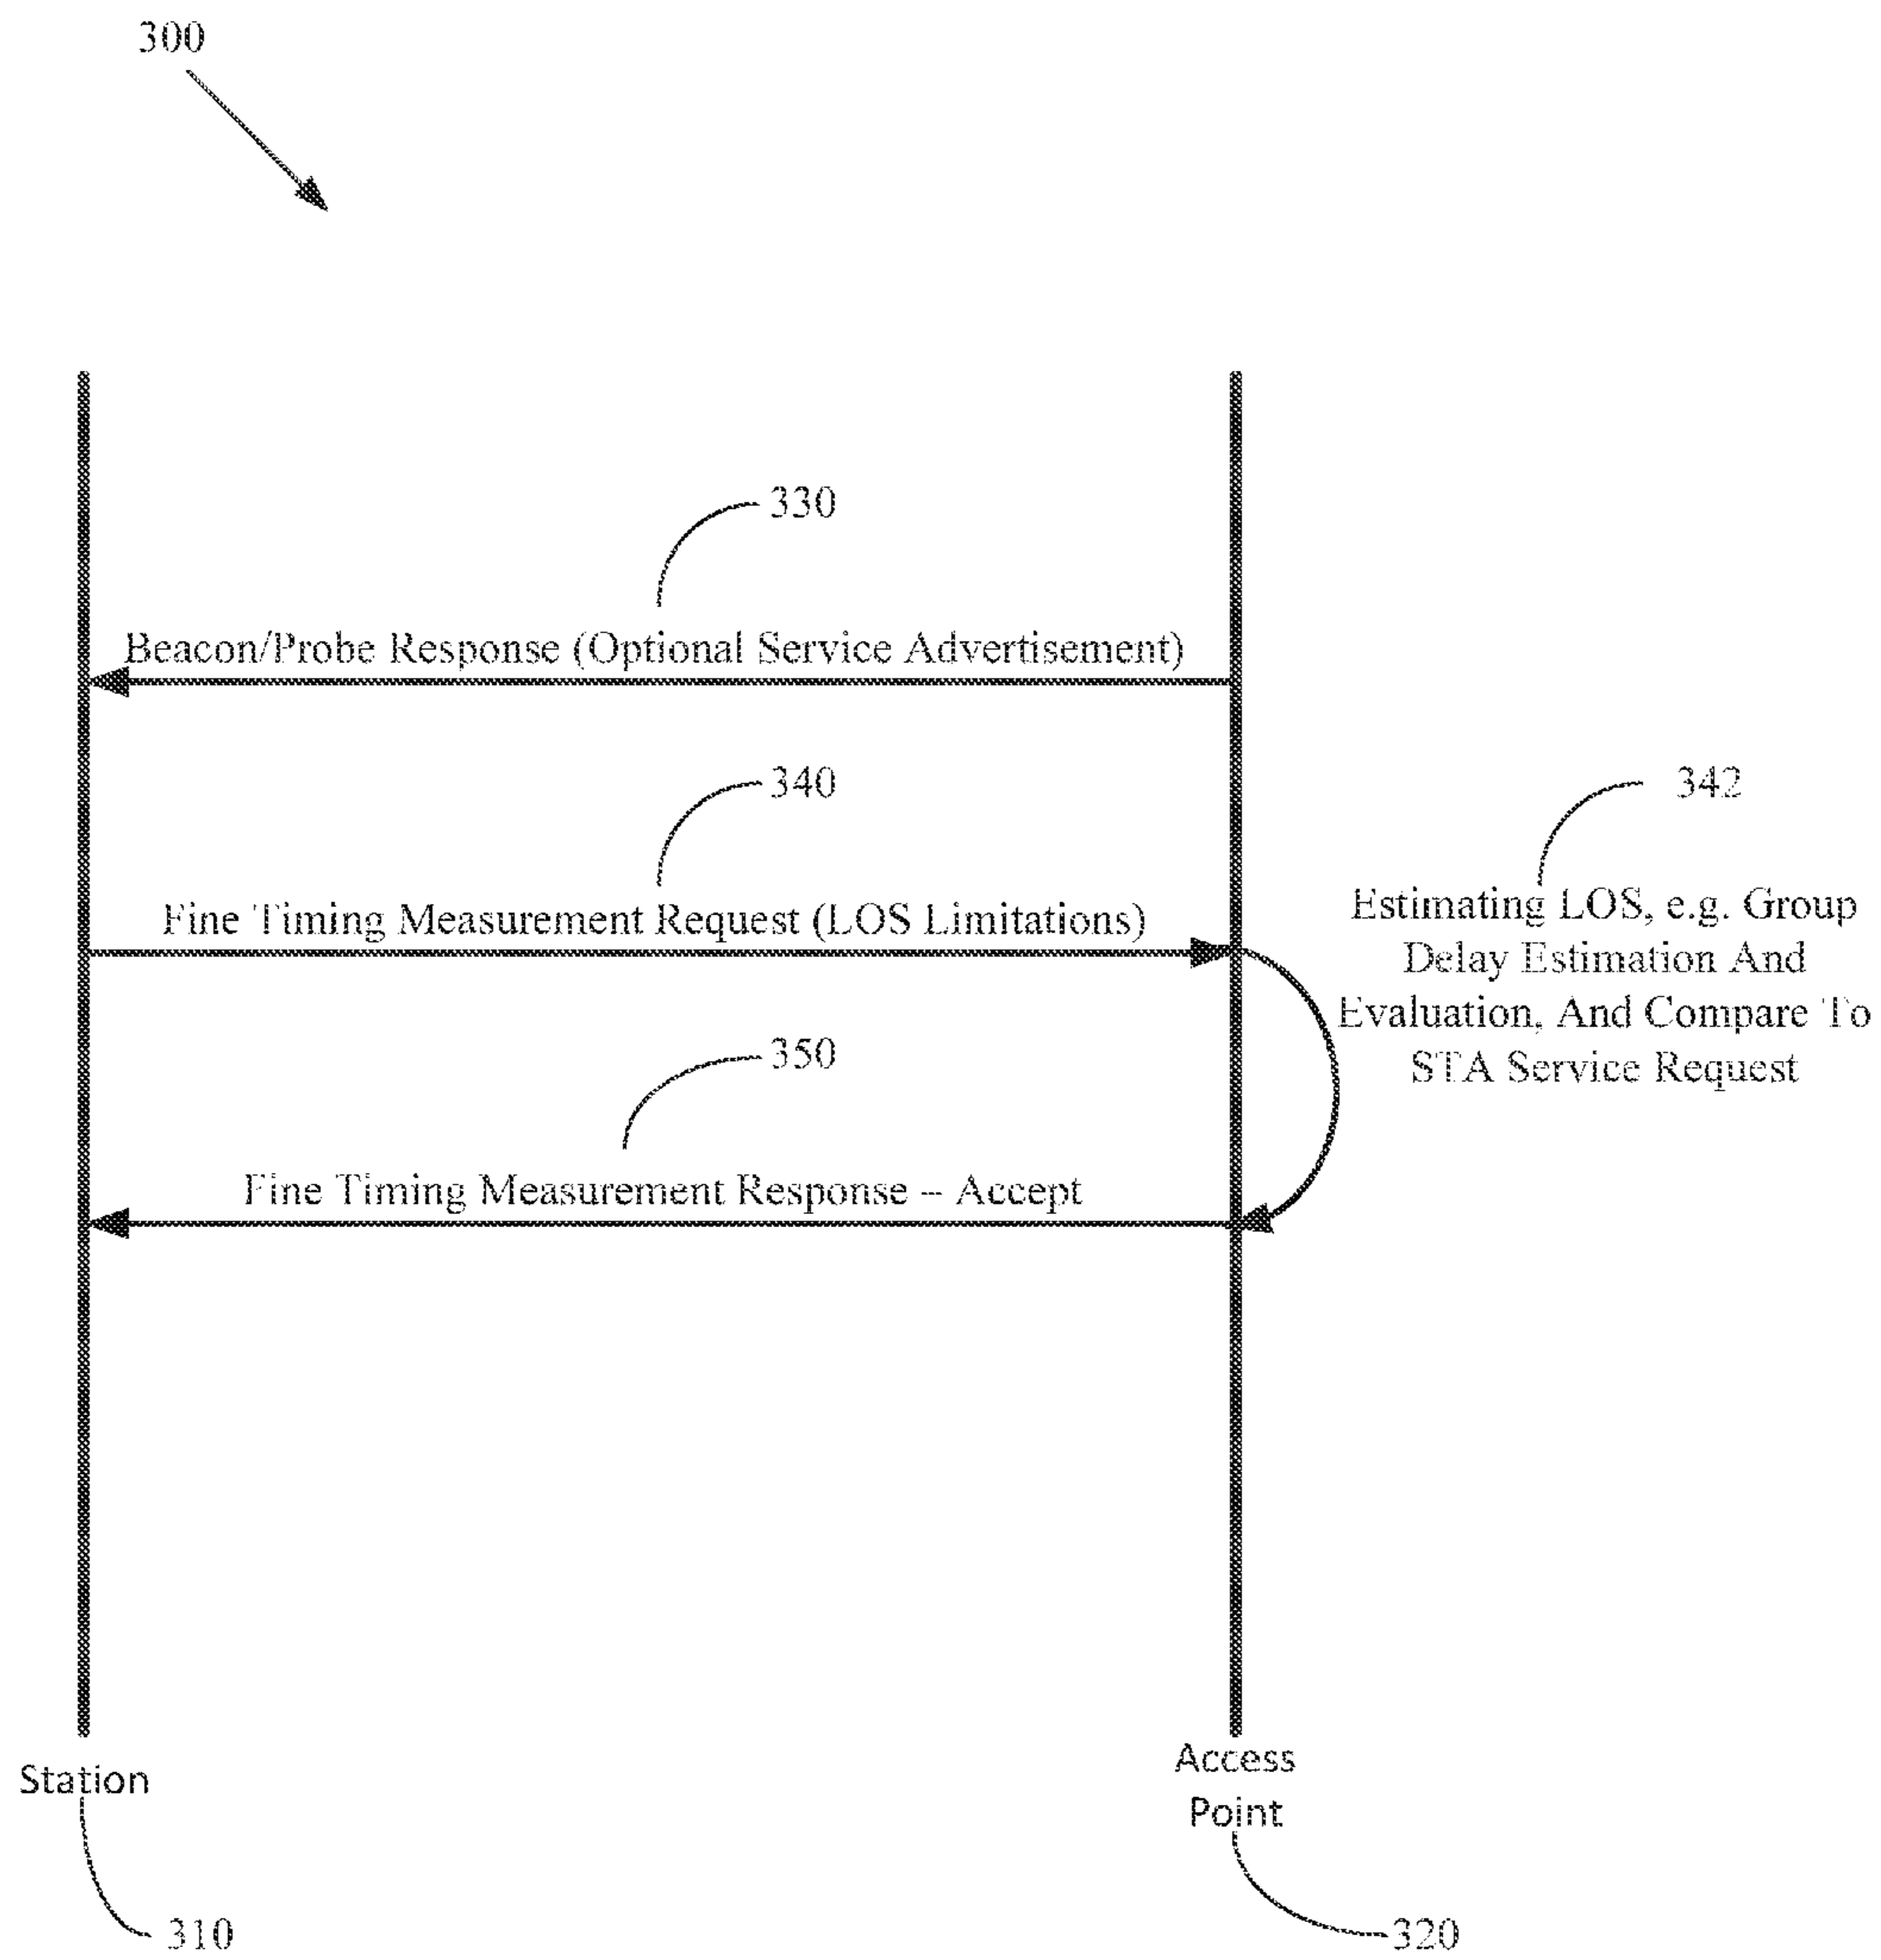 300
330
Beacon/Probe Response (Optional Service Advertisement)
340
342
Fine Timing Measurement Request (LOS Limitations)
Estimating LOS, e.g. Group
Delay Estimation And
Evaluation, And Compare To
STA Service Request
350
Fine Timing Measurement Response – Accept
Station
Access
Point
310
320